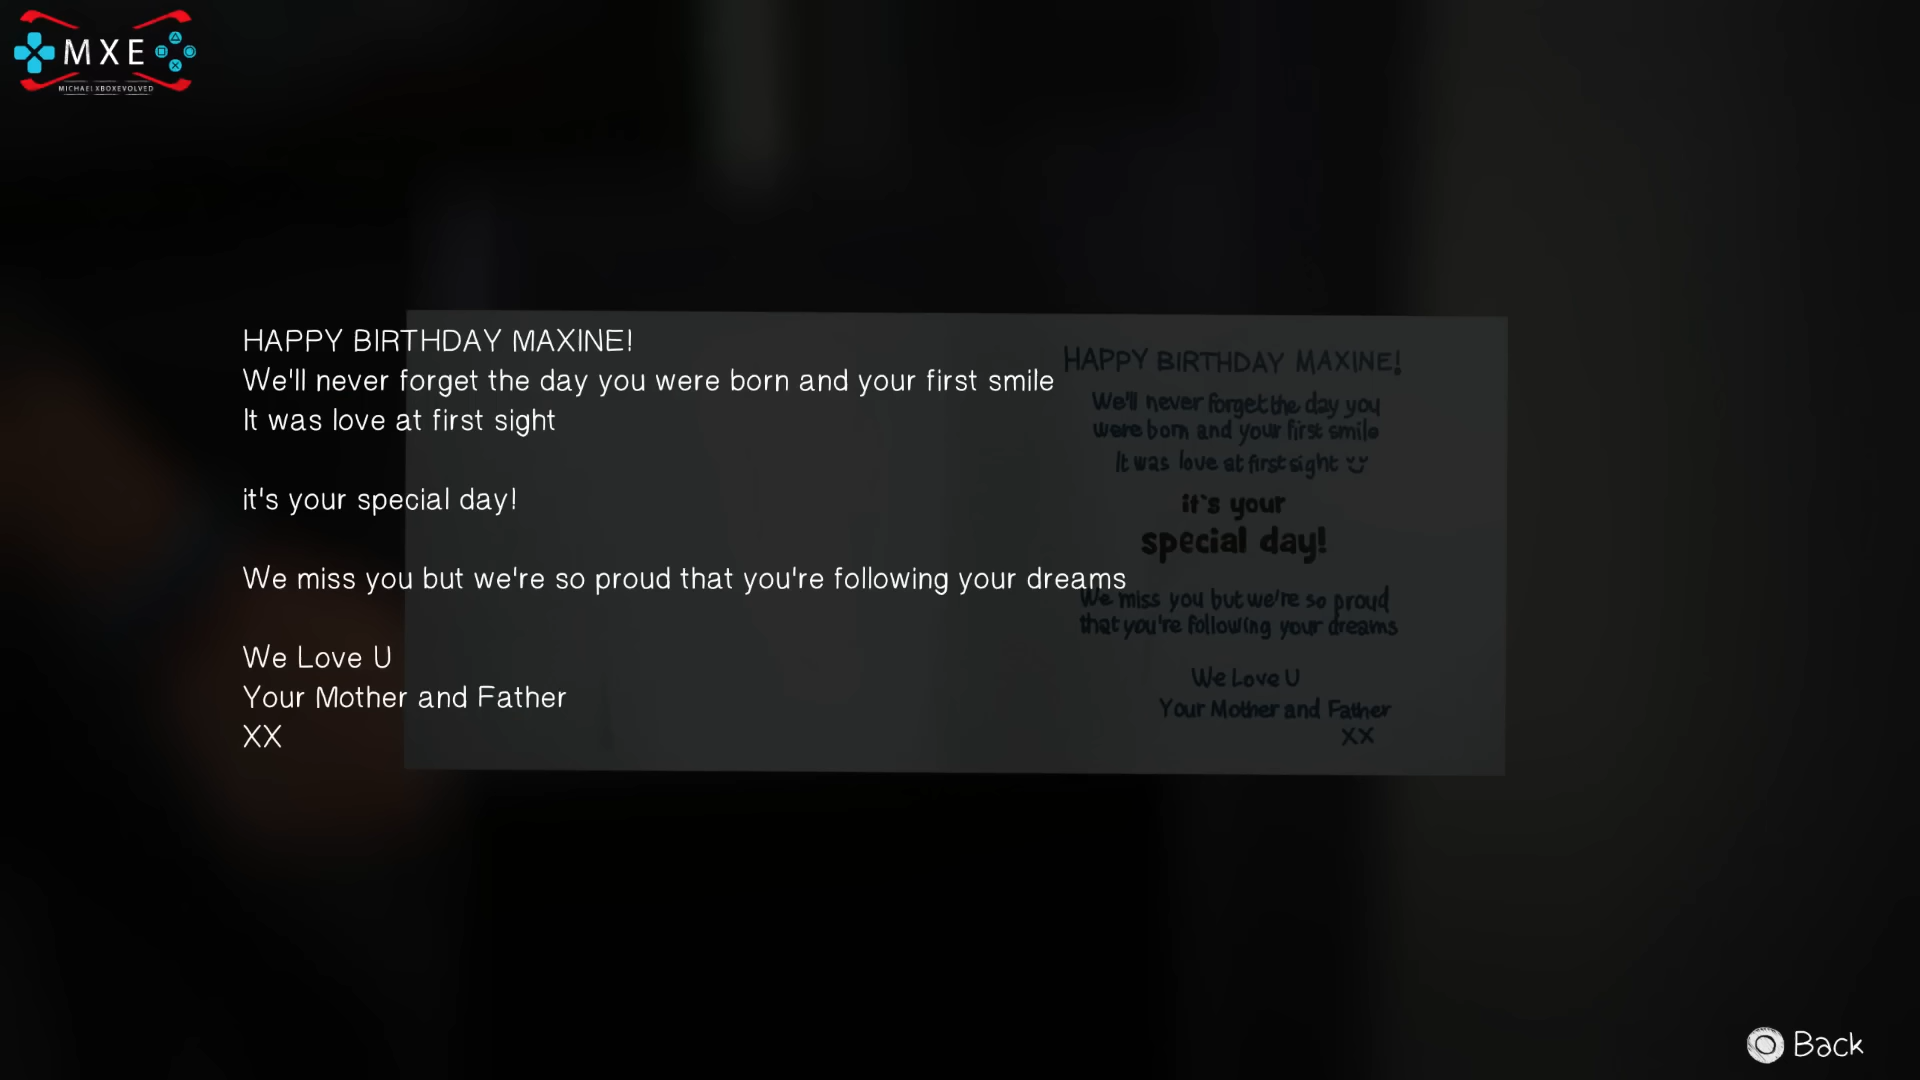 MXE
MICHAELXBOXEVOLVED
HAPPY BIRTHDAY MAXINE!
We'll never forget the day you were born and your first smile
It was love at first sight
it's your special day!
We miss you but we're so proud that you're following your dreams
We Love U
Your Mother and Father
XX
HAPPY BIRTHDAY MAXINE!
We'll never forget the day you
were born and your first smile
It was love at first sight
it's your
special day!
We miss you but we're so proud
that you're following your dreams
We Love U
Your Mother and Father
XX
Back